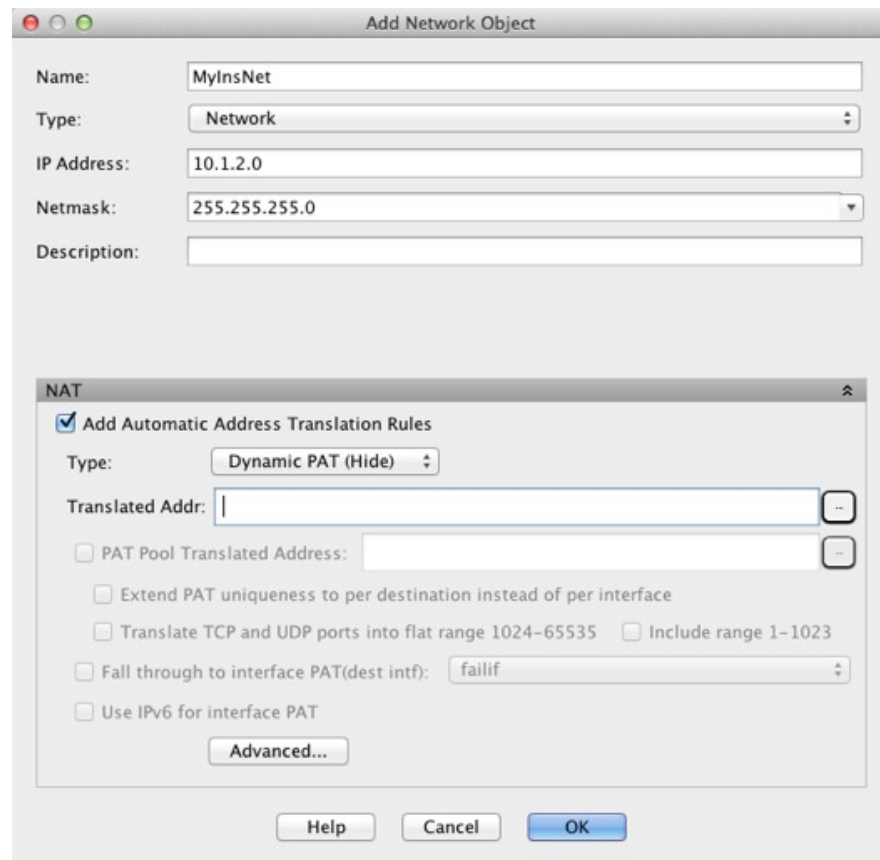 Add Network Object
Name: MyInsNet
Type: Network
IP Address: 10.1.2.0
Netmask: 255.255.255.0
Description:
NAT
Add Automatic Address Translation Rules
Type: Dynamic PAT (Hide)
Translated Addr:
PAT Pool Translated Address:
Extend PAT uniqueness to per destination instead of per interface
Translate TCP and UDP ports into flat range 1024-65535 Include range 1-1023
Fall through to interface PAT(dest intf): failif
Use IPv6 for interface PAT
Advanced...
Help Cancel OK